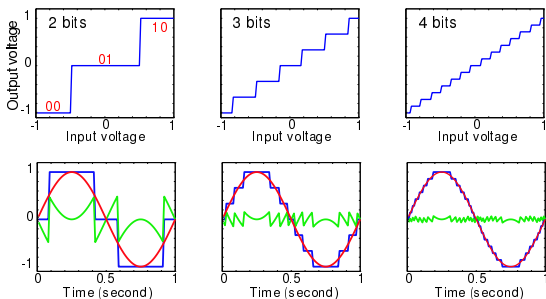 2 bits
3 bits
4 bits
Output voltage
1
0
-1
00
01
10
-1 0 1
Input voltage
-1 0 1
Input voltage
-1 0 1
Input voltage
1
0
-1
0 0.5 1
Time (second)
0 0.5 1
Time (second)
0 0.5 1
Time (second)